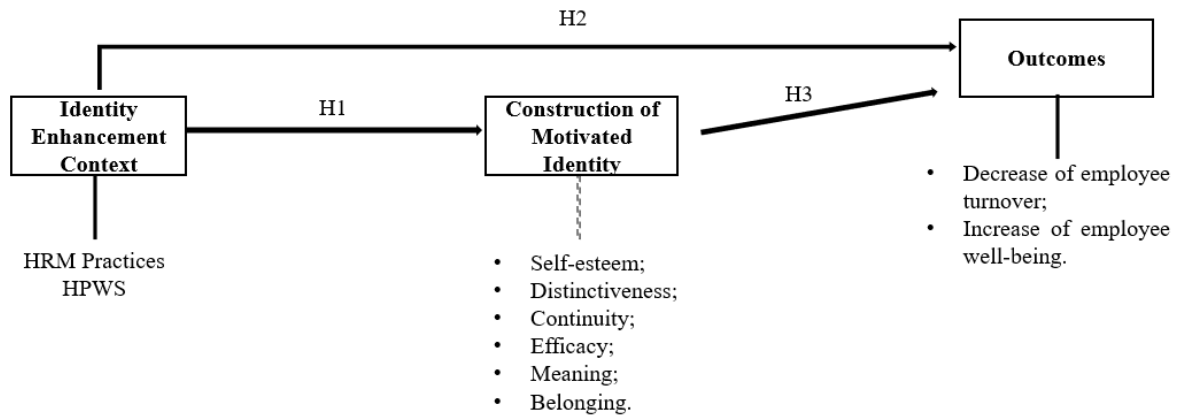 H2
Outcomes
Identity
Enhancement
Context
H1
Construction of
Motivated
Identity
H3
• Decrease of employee
turnover;
• Increase of employee
well-being.
HRM Practices
HPWS
• Self-esteem;
• Distinctiveness;
• Continuity;
• Efficacy;
• Meaning;
• Belonging.